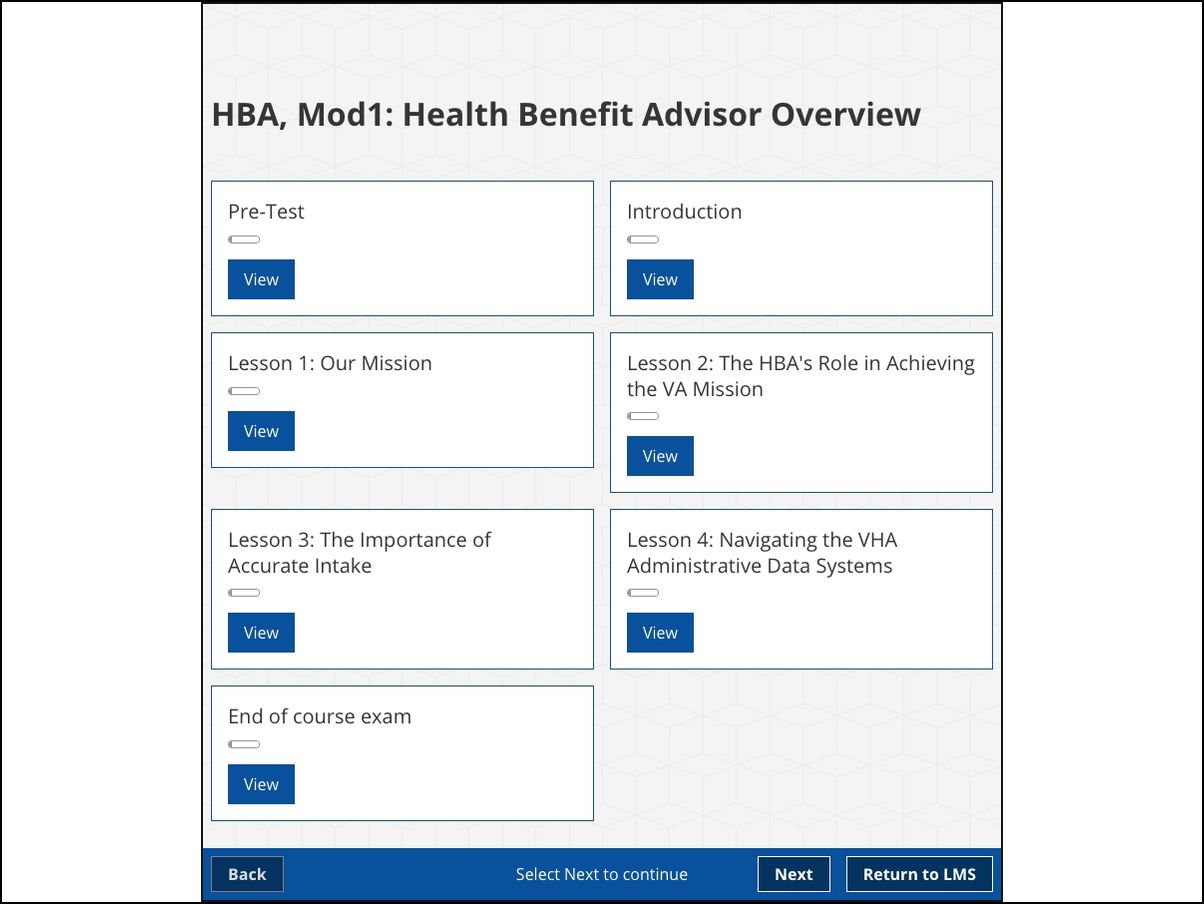 HBA, Mod1: Health Benefit Advisor Overview
Pre-Test
View
Introduction
View
Lesson 1: Our Mission
View
Lesson 2: The HBA's Role in Achieving
the VA Mission
View
Lesson 3: The Importance of
Accurate Intake
View
Lesson 4: Navigating the VHA
Administrative Data Systems
View
End of course exam
View
Back
Select Next to continue
Next
Return to LMS